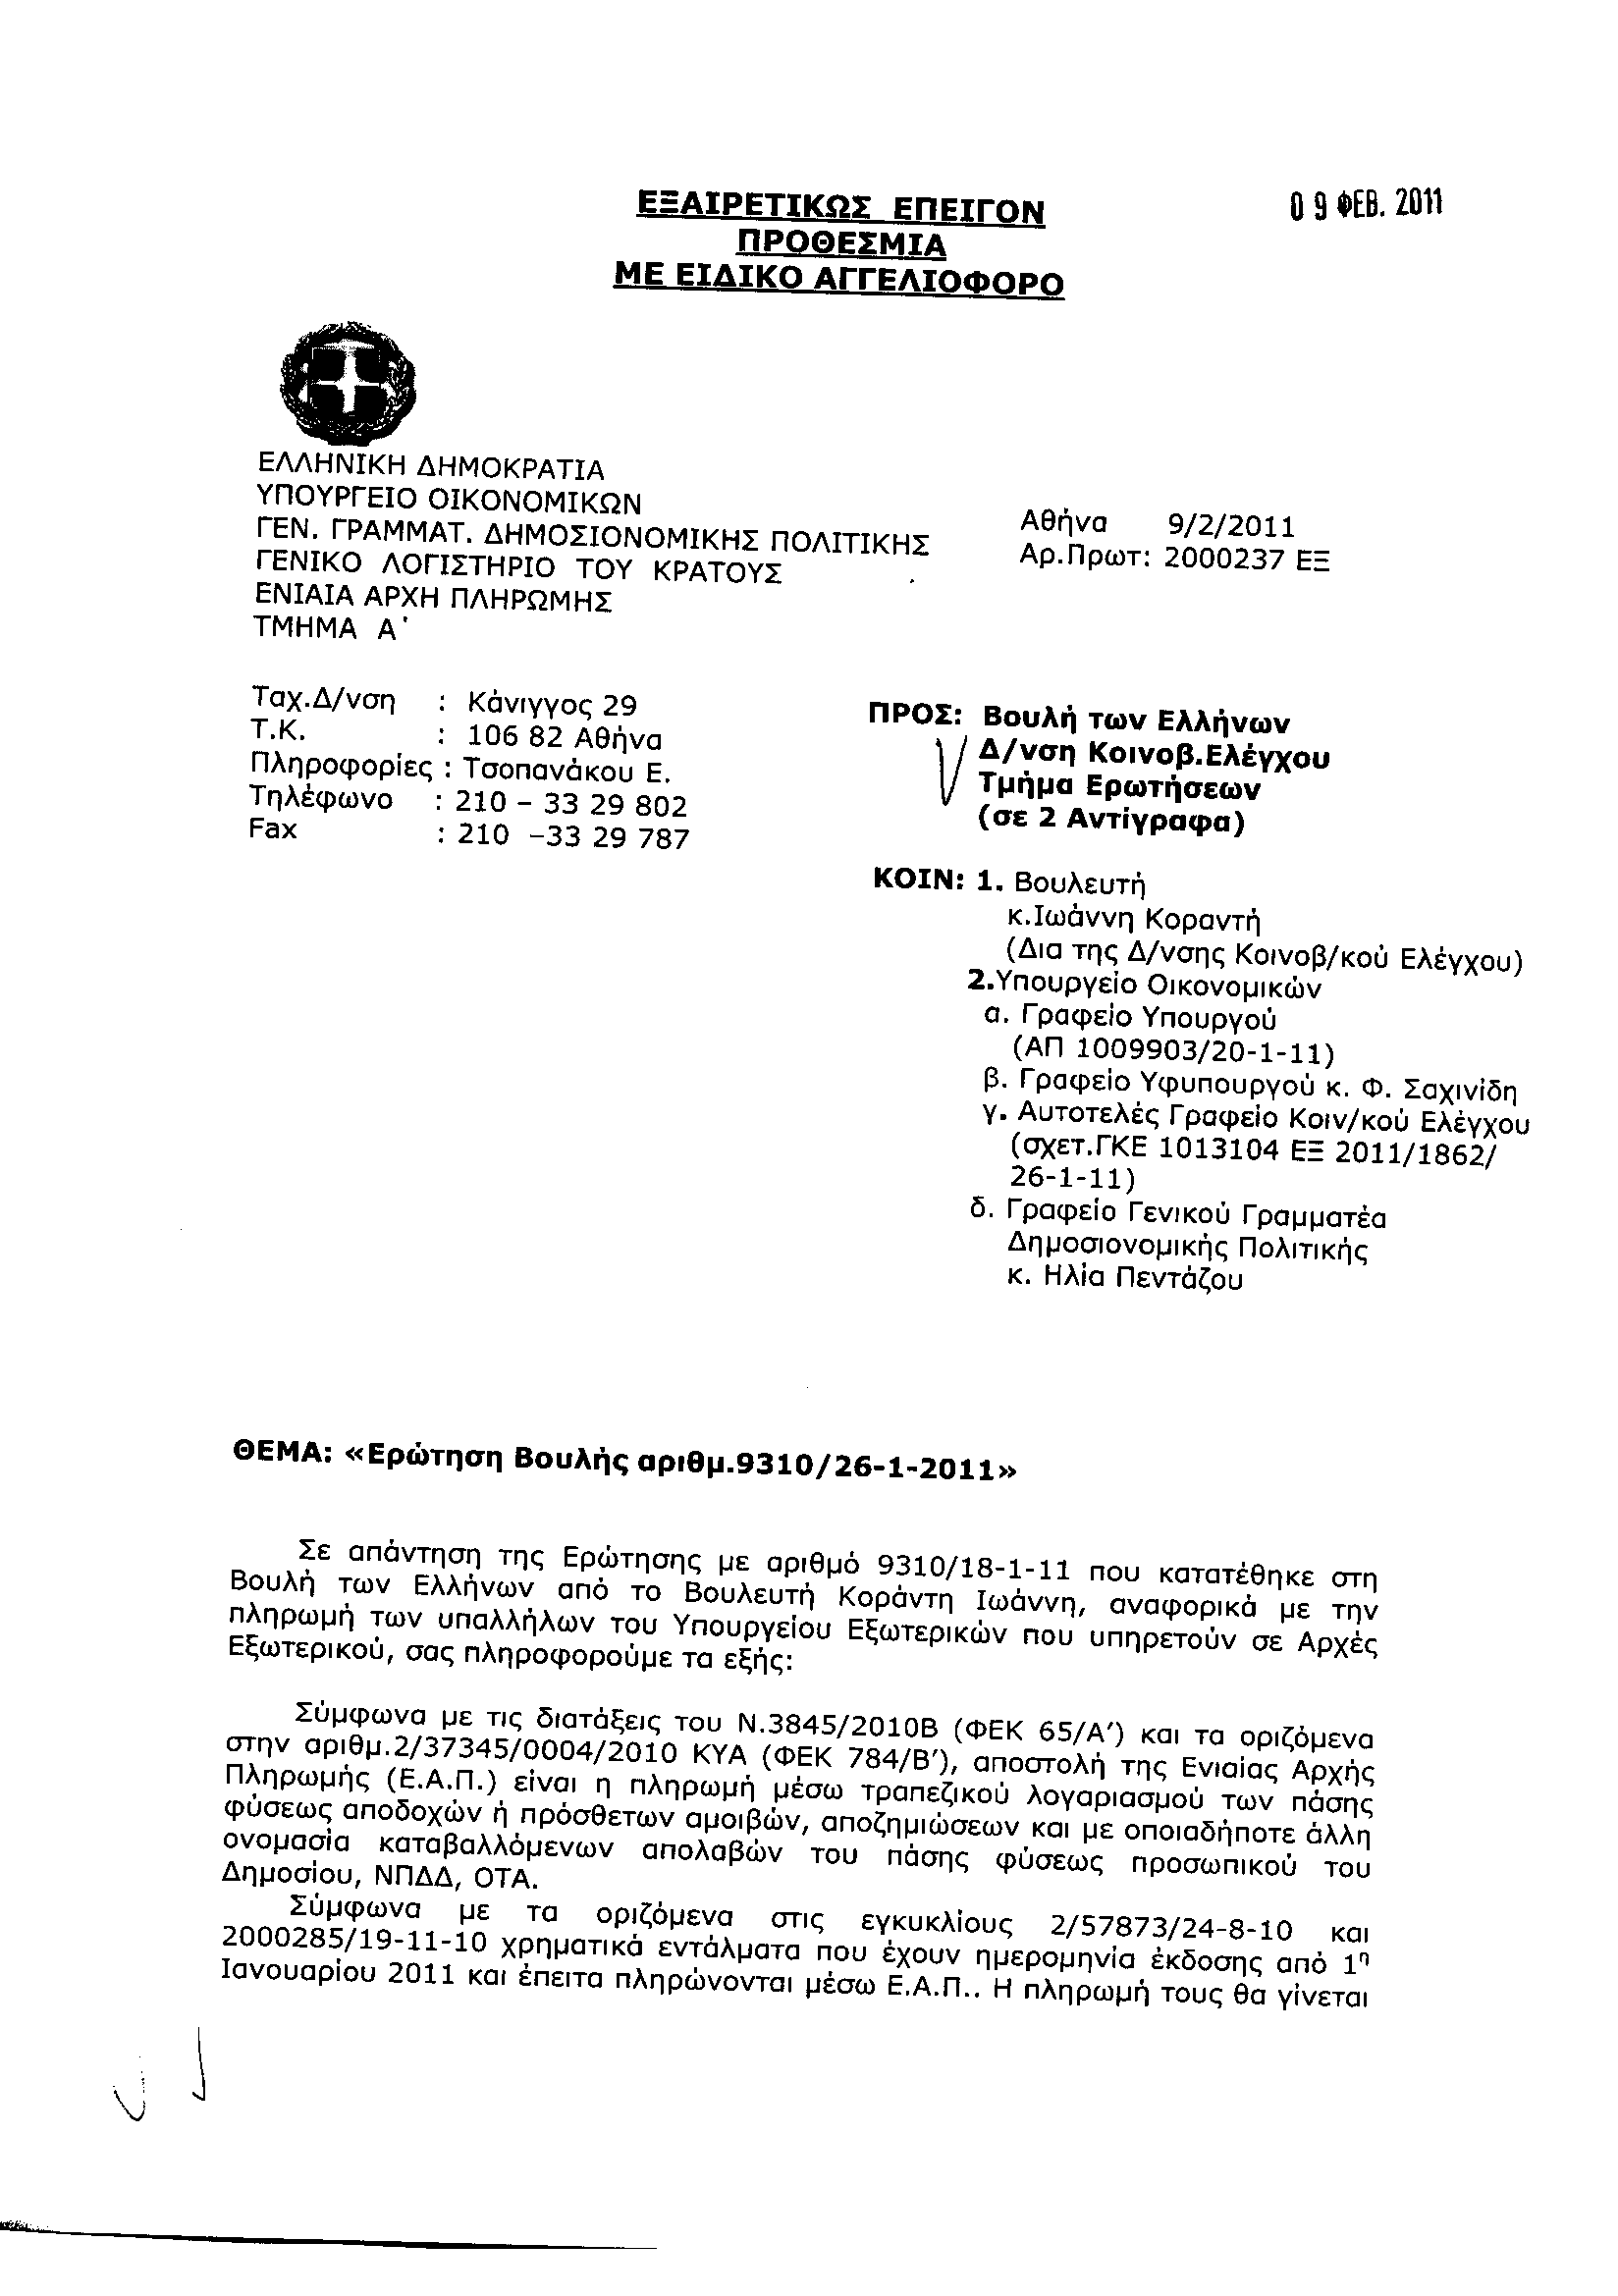 ΕΞΑΙΡΕΤΙΚΩΣ ΕΠΕΙΓΟΝ
0 9 ΦΕΒ. 2011
ΠΡΟΘΕΣΜΙΑ
ΜΕ ΕΙΔΙΚΟ ΑΓΓΕΛΙΟΦΟΡΟ
ΕΛΛΗΝΙΚΗ ΔΗΜΟΚΡΑΤΙΑ
ΥΠΟΥΡΓΕΙΟ ΟΙΚΟΝΟΜΙΚΩΝ
ΓΕΝ. ΓΡΑΜΜΑΤ. ΔΗΜΟΣΙΟΝΟΜΙΚΗΣ ΠΟΛΙΤΙΚΗΣ
ΓΕΝΙΚΟ ΛΟΓΙΣΤΗΡΙΟ ΤΟΥ ΚΡΑΤΟΥΣ
ΕΝΙΑΙΑ ΑΡΧΗ ΠΛΗΡΩΜΗΣ
ΤΜΗΜΑ Α'
Αθήνα 9/2/2011
Αρ.Πρωτ: 2000237 ΕΞ
Ταχ.Δ/νση : Κάνιγγος 29
Τ.Κ. : 106 82 Αθήνα
Πληροφορίες : Τσοπανάκου Ε.
Τηλέφωνο : 210 – 33 29 802
Fax : 210 –33 29 787
ΠΡΟΣ: Βουλή των Ελλήνων
Δ/νση Κοινοβ.Ελέγχου
Τμήμα Ερωτήσεων
(σε 2 Αντίγραφα)
ΚΟΙΝ: 1. Βουλευτή
κ.Ιωάννη Κοραντή
(Δια της Δ/νσης Κοινοβ/κού Ελέγχου)
2.Υπουργείο Οικονομικών
α. Γραφείο Υπουργού
(ΑΠ 1009903/20-1-11)
β. Γραφείο Υφυπουργού κ. Φ. Σαχινίδη
γ. Αυτοτελές Γραφείο Κοιν/κού Ελέγχου
(σχετ.ΓΚΕ 1013104 ΕΞ 2011/1862/
26-1-11)
δ. Γραφείο Γενικού Γραμματέα
Δημοσιονομικής Πολιτικής
κ. Ηλία Πεντάζου
ΘΕΜΑ: «Ερώτηση Βουλής αριθμ.9310/26-1-2011»
Σε απάντηση της Ερώτησης με αριθμό 9310/18-1-11 που κατατέθηκε στη
Βουλή των Ελλήνων από το Βουλευτή Κοράντη Ιωάννη, αναφορικά με την
πληρωμή των υπαλλήλων του Υπουργείου Εξωτερικών που υπηρετούν σε Αρχές
Εξωτερικού, σας πληροφορούμε τα εξής:
Σύμφωνα με τις διατάξεις του Ν.3845/2010Β (ΦΕΚ 65/Α') και τα οριζόμενα
στην αριθμ.2/37345/0004/2010 ΚΥΑ (ΦΕΚ 784/Β'), αποστολή της Ενιαίας Αρχής
Πληρωμής (Ε.Α.Π.) είναι η πληρωμή μέσω τραπεζικού λογαριασμού των πάσης
φύσεως αποδοχών ή πρόσθετων αμοιβών, αποζημιώσεων και με οποιαδήποτε άλλη
ονομασία καταβαλλόμενων απολαβών του πάσης φύσεως προσωπικού του
Δημοσίου, ΝΠΔΔ, ΟΤΑ.
Σύμφωνα με τα οριζόμενα στις εγκυκλίους 2/57873/24-8-10 και
2000285/19-11-10 χρηματικά εντάλματα που έχουν ημερομηνία έκδοσης από 1η
Ιανουαρίου 2011 και έπειτα πληρώνονται μέσω Ε.Α.Π.. Η πληρωμή τους θα γίνεται